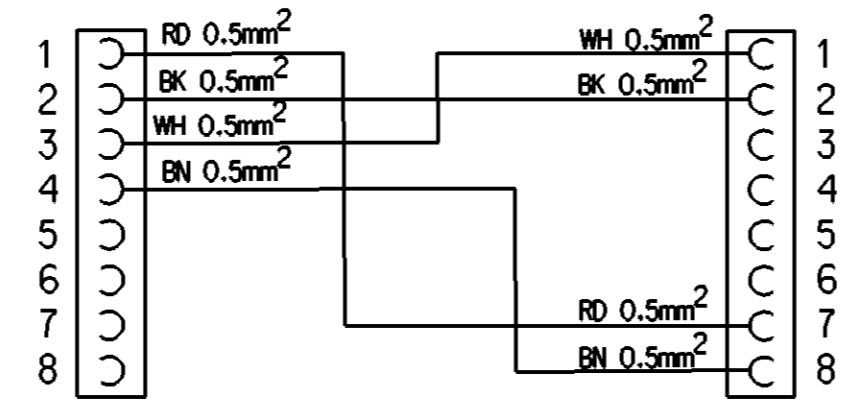 1 RD 0.5mm² WH 0.5mm² 1
2 BK 0.5mm² BK 0.5mm² 2
3 WH 0.5mm² 3
4 BN 0.5mm² 4
5 5
6 6
7 RD 0.5mm² 7
8 BN 0.5mm² 8